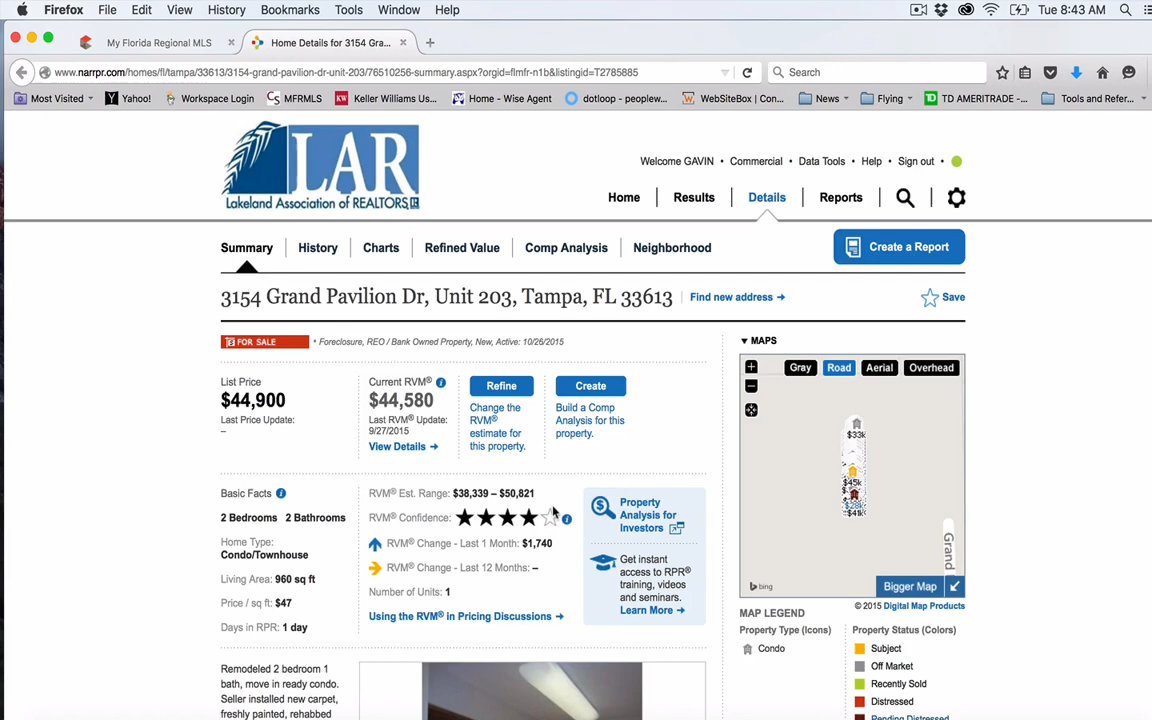 Firefox File Edit View History Bookmarks Tools Window Help Tue 8:43 AM
My Florida Regional MLS × Home Details for 3154 Gra... × +
www.narrpr.com/homes/fl/tampa/33613/3154-grand-pavilion-dr-unit-203/76510256-summary.aspx?orgid=flmfr-n1b&listingid=T2785885 Search
Most Visited Yahoo! Workspace Login MFRMLS Keller Williams Us... Home - Wise Agent dotloop - peoplew... WebSiteBox | Con... News Flying TD AMERITRADE -... Tools and Refer...
LAR
Lakeland Association of REALTORS
Welcome GAVIN • Commercial • Data Tools • Help • Sign out •
Home Results Details Reports
Summary History Charts Refined Value Comp Analysis Neighborhood Create a Report
3154 Grand Pavilion Dr, Unit 203, Tampa, FL 33613 Find new address → Save
FOR SALE • Foreclosure, REO / Bank Owned Property, New, Active: 10/26/2015
List Price
$44,900
Last Price Update:
–
Current RVM®
$44,580
Last RVM® Update:
9/27/2015
View Details →
Refine
Change the
RVM®
estimate for
this property.
Create
Build a Comp
Analysis for this
property.
Basic Facts
2 Bedrooms 2 Bathrooms
Home Type:
Condo/Townhouse
Living Area: 960 sq ft
Price / sq ft: $47
Days in RPR: 1 day
RVM® Est. Range: $38,339 – $50,821
RVM® Confidence:
RVM® Change - Last 1 Month: $1,740
RVM® Change - Last 12 Months: –
Number of Units: 1
Using the RVM® in Pricing Discussions →
Property
Analysis for
Investors
Get instant
access to RPR®
training, videos
and seminars.
Learn More →
Remodeled 2 bedroom 1
bath, move in ready condo.
Seller installed new carpet,
freshly painted, rehabbed
MAPS
Gray Road Aerial Overhead
$33k
$45k
$28k
$41k
Grand
bing
Bigger Map
© 2015 Digital Map Products
MAP LEGEND
Property Type (Icons)
Condo
Property Status (Colors)
Subject
Off Market
Recently Sold
Distressed
Pending Distressed